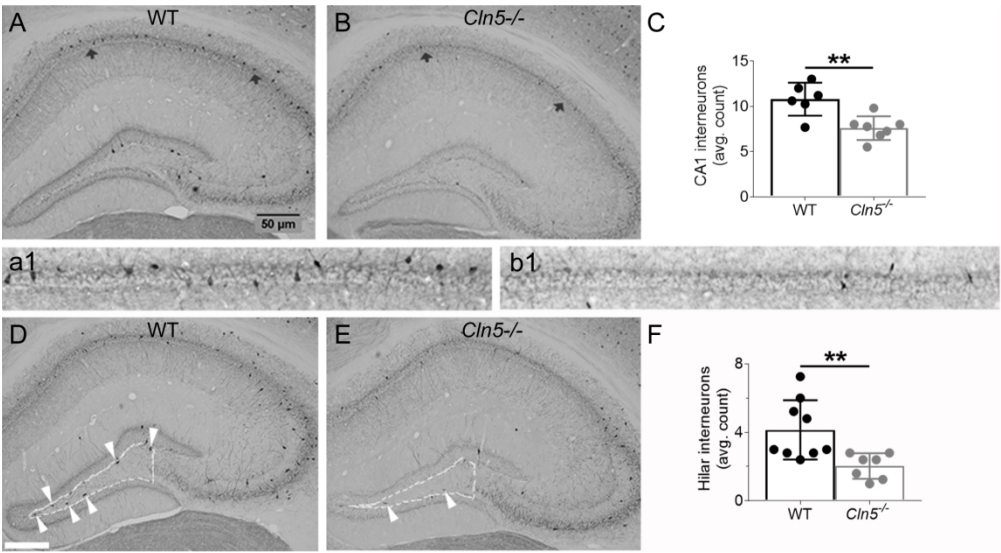 A WT
B Cln5-/-
C
15
10
5
0
CA1 interneurons
(avg. count)
**
WT Cln5-/-
50 µm
a1
b1
D WT
E Cln5-/-
F
8
4
0
Hilar interneurons
(avg. count)
**
WT Cln5-/-